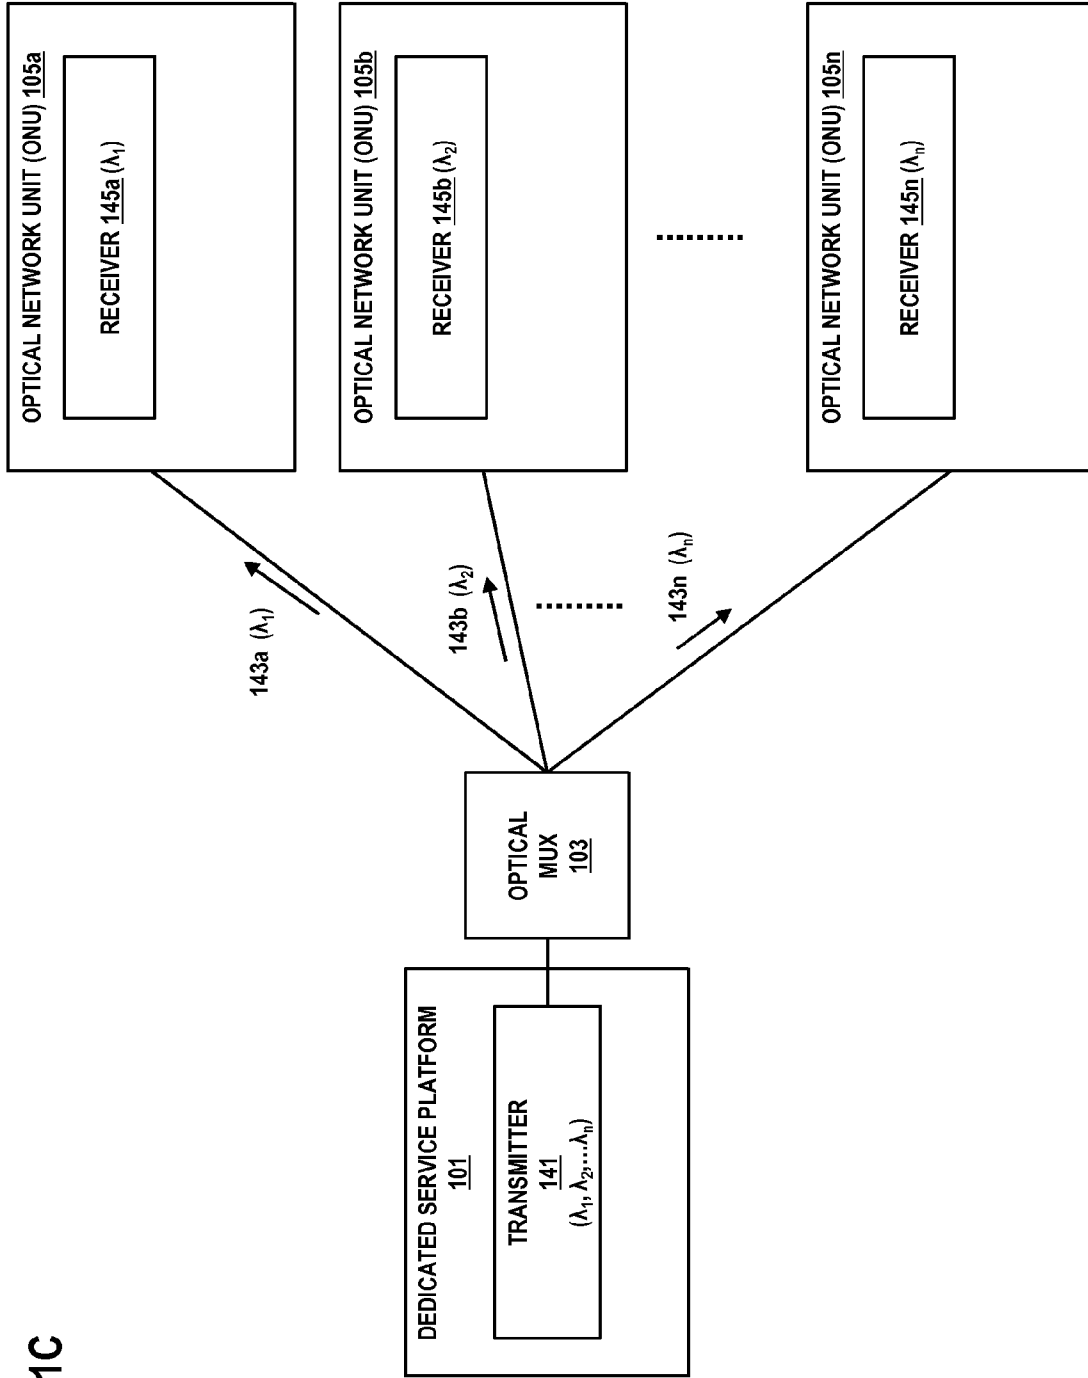 1C
DEDICATED SERVICE PLATFORM
101
TRANSMITTER
141
(λ₁, λ₂,...λₙ)
OPTICAL
MUX
103
143a (λ₁)
143b (λ₂)
143n (λₙ)
OPTICAL NETWORK UNIT (ONU) 105a
RECEIVER 145a (λ₁)
OPTICAL NETWORK UNIT (ONU) 105b
RECEIVER 145b (λ₂)
OPTICAL NETWORK UNIT (ONU) 105n
RECEIVER 145n (λₙ)